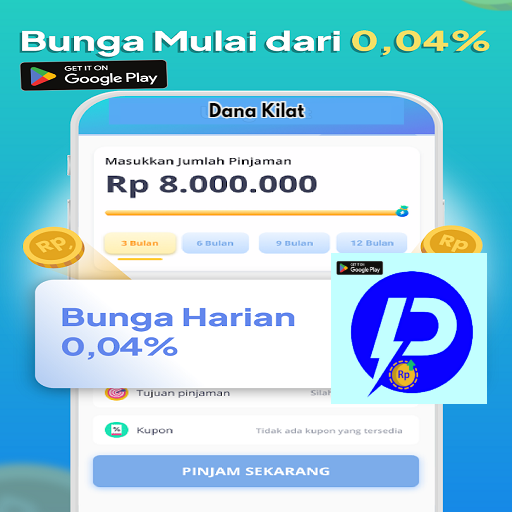 Bunga Mulai dari 0,04%
GET IT ON
Google Play
Dana Kilat
Masukkan Jumlah Pinjaman
Rp 8.000.000
3 Bulan 6 Bulan 9 Bulan 12 Bulan
Rp
Rp
GET IT ON
Google Play
Bunga Harian
0,04%
P
Rp
Tujuan pinjaman
Kupon Tidak ada kupon yang tersedia
PINJAM SEKARANG